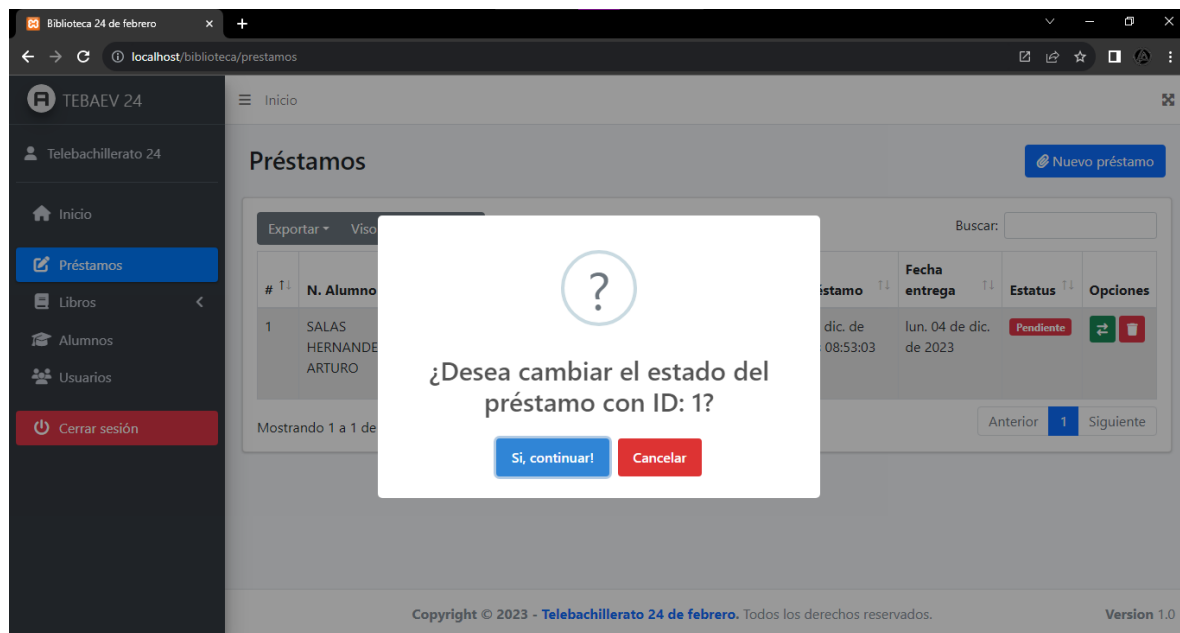 Biblioteca 24 de febrero
localhost/biblioteca/prestamos
TEBAEV 24
Inicio
Telebachillerato 24
Préstamos
Nuevo préstamo
Inicio
Préstamos
Libros
Alumnos
Usuarios
Cerrar sesión
Exportar
Buscar:
# N. Alumno Fecha entrega Estatus Opciones
1 SALAS HERNANDE ARTURO dic. de 08:53:03 lun. 04 de dic. de 2023 Pendiente
¿Desea cambiar el estado del
préstamo con ID: 1?
Si, continuar!
Cancelar
Mostrando 1 a 1 de
Anterior 1 Siguiente
Copyright © 2023 - Telebachillerato 24 de febrero. Todos los derechos reservados.
Version 1.0